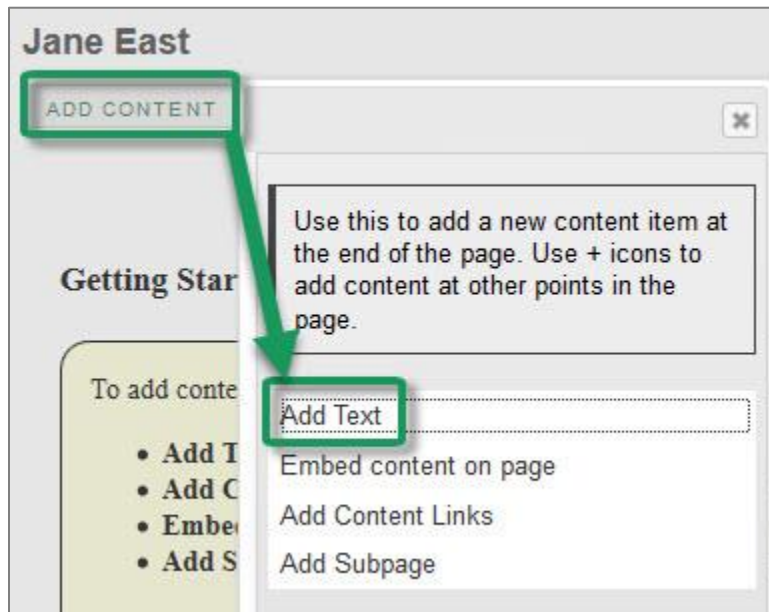 Jane East
ADD CONTENT
Use this to add a new content item at
the end of the page. Use + icons to
add content at other points in the
page.
Getting Star
To add conte
• Add T
• Add C
• Embe
• Add S
Add Text
Embed content on page
Add Content Links
Add Subpage